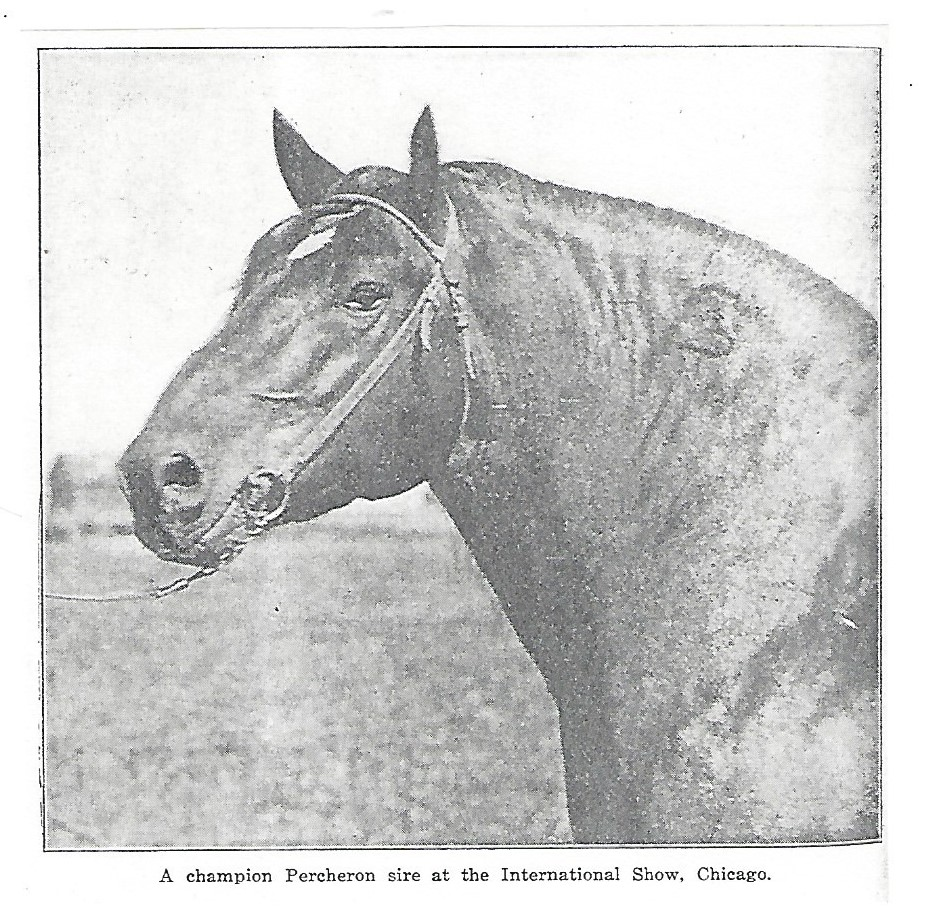 A champion Percheron sire at the International Show, Chicago.